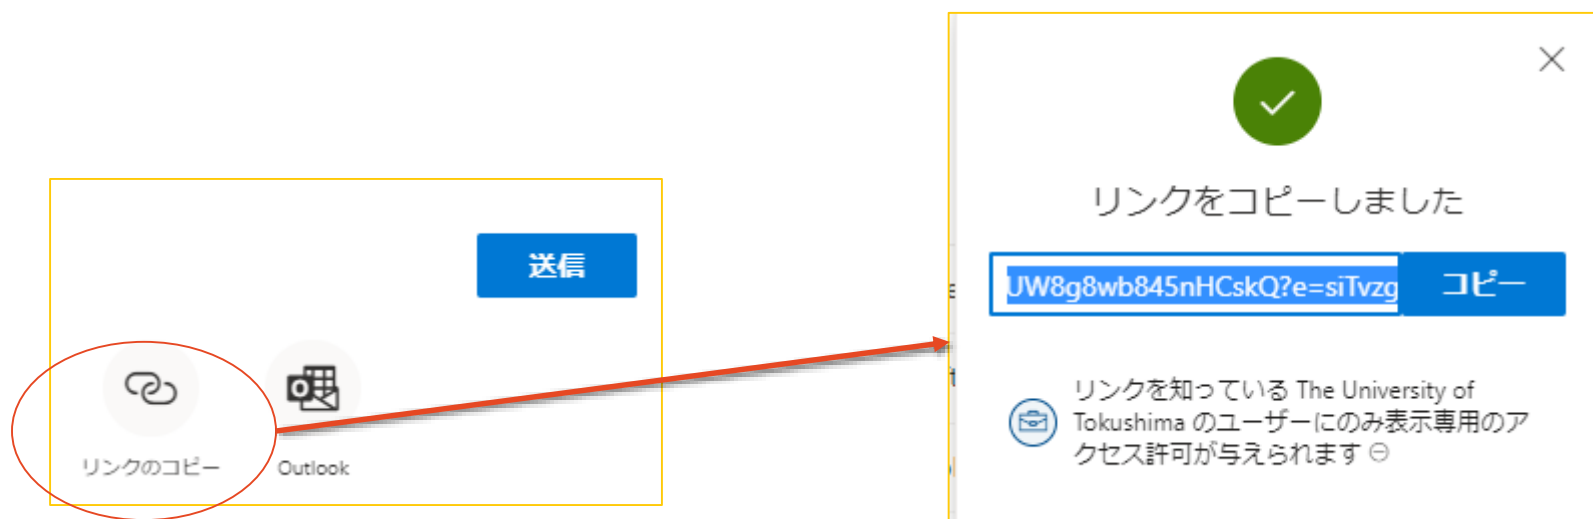 送信
リンクのコピー
Outlook
リンクをコピーしました
UW8g8wb845nHCskQ?e=siTvzg
コピー
リンクを知っている The University of
Tokushima のユーザーにのみ表示専用のア
クセス許可が与えられます